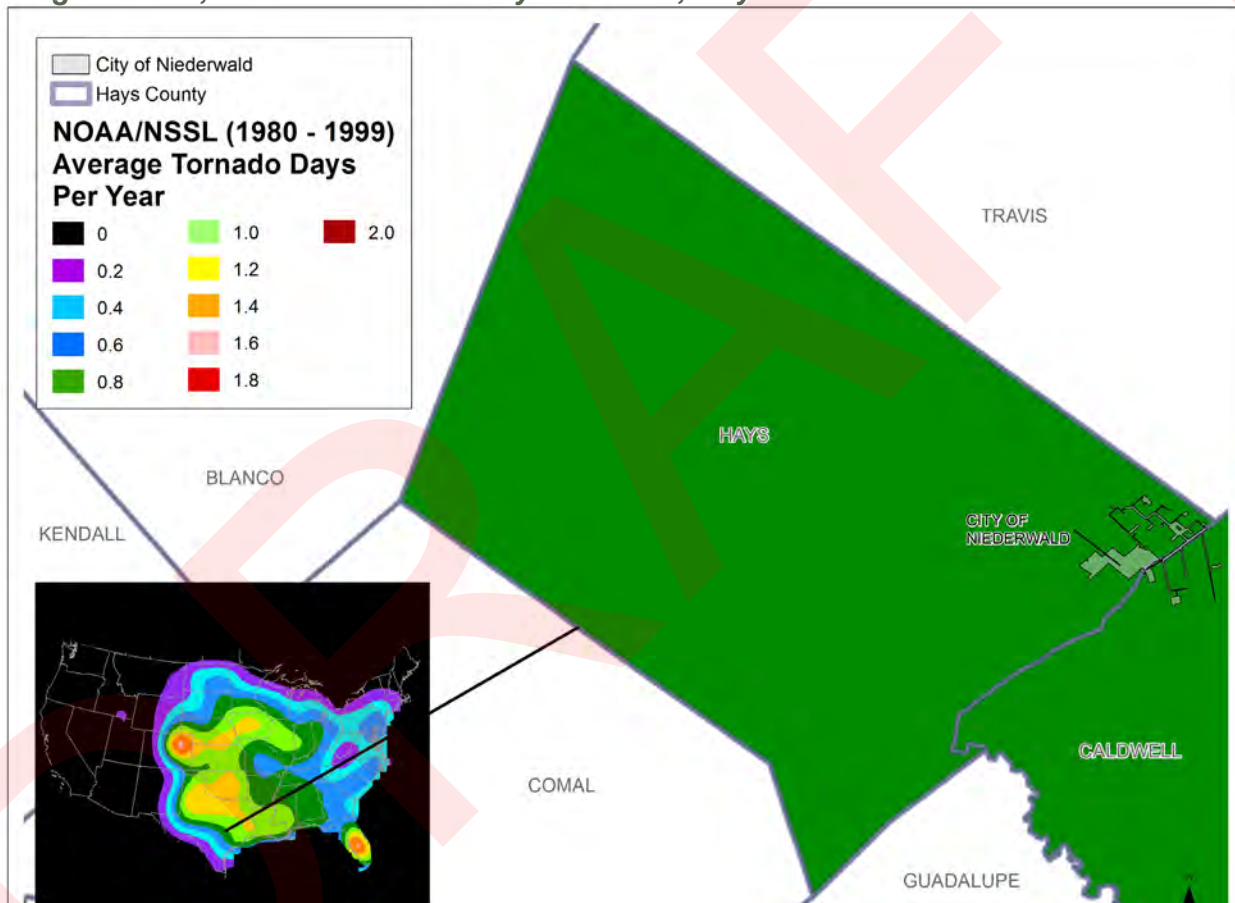 City of Niederwald
Hays County
NOAA/NSSL (1980 - 1999)
Average Tornado Days
Per Year
0
0.2
0.4
0.6
0.8
1.0
1.2
1.4
1.6
1.8
2.0
TRAVIS
HAYS
BLANCO
KENDALL
CITY OF
NIEDERWALD
CALDWELL
COMAL
GUADALUPE
DRAFT